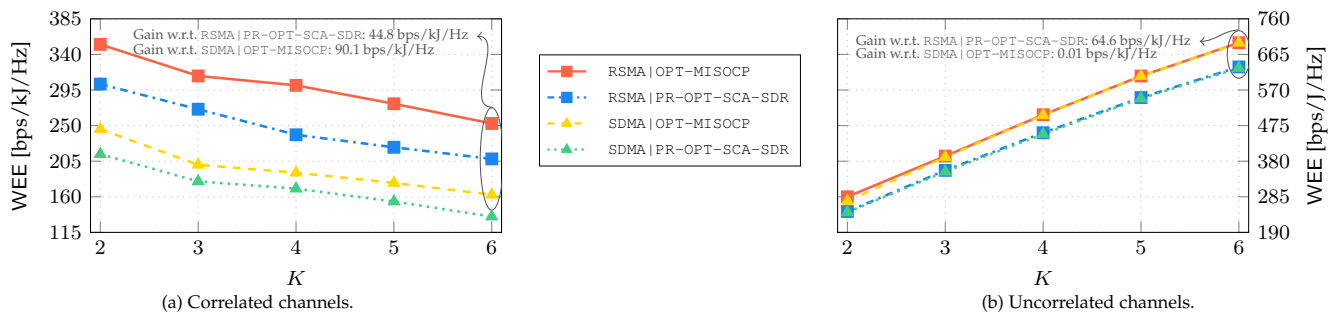 Gain w.r.t. RSMA|PR-OPT-SCA-SDR: 44.8 bps/kJ/Hz
Gain w.r.t. SDMA|OPT-MISOCP: 90.1 bps/kJ/Hz
WEE [bps/kJ/Hz]
385
340
295
250
205
160
115
2 3 4 5 6
K
(a) Correlated channels.
RSMA|OPT-MISOCP
RSMA|PR-OPT-SCA-SDR
SDMA|OPT-MISOCP
SDMA|PR-OPT-SCA-SDR
Gain w.r.t. RSMA|PR-OPT-SCA-SDR: 64.6 bps/kJ/Hz
Gain w.r.t. SDMA|OPT-MISOCP: 0.01 bps/kJ/Hz
760
665
570
475
380
285
190
WEE [bps/J/Hz]
2 3 4 5 6
K
(b) Uncorrelated channels.